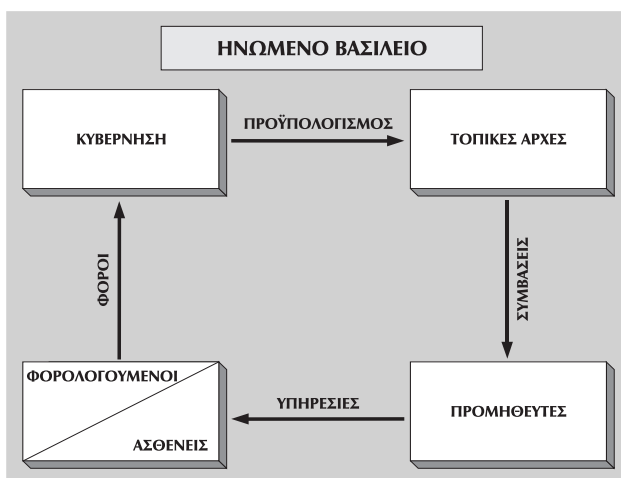 ΗΝΩΜΕΝΟ ΒΑΣΙΛΕΙΟ
ΚΥΒΕΡΝΗΣΗ
ΠΡΟΫΠΟΛΟΓΙΣΜΟΣ
ΤΟΠΙΚΕΣ ΑΡΧΕΣ
ΦΟΡΟΙ
ΣΥΜΒΑΣΕΙΣ
ΦΟΡΟΛΟΓΟΥΜΕΝΟΙ
ΑΣΘΕΝΕΙΣ
ΥΠΗΡΕΣΙΕΣ
ΠΡΟΜΗΘΕΥΤΕΣ